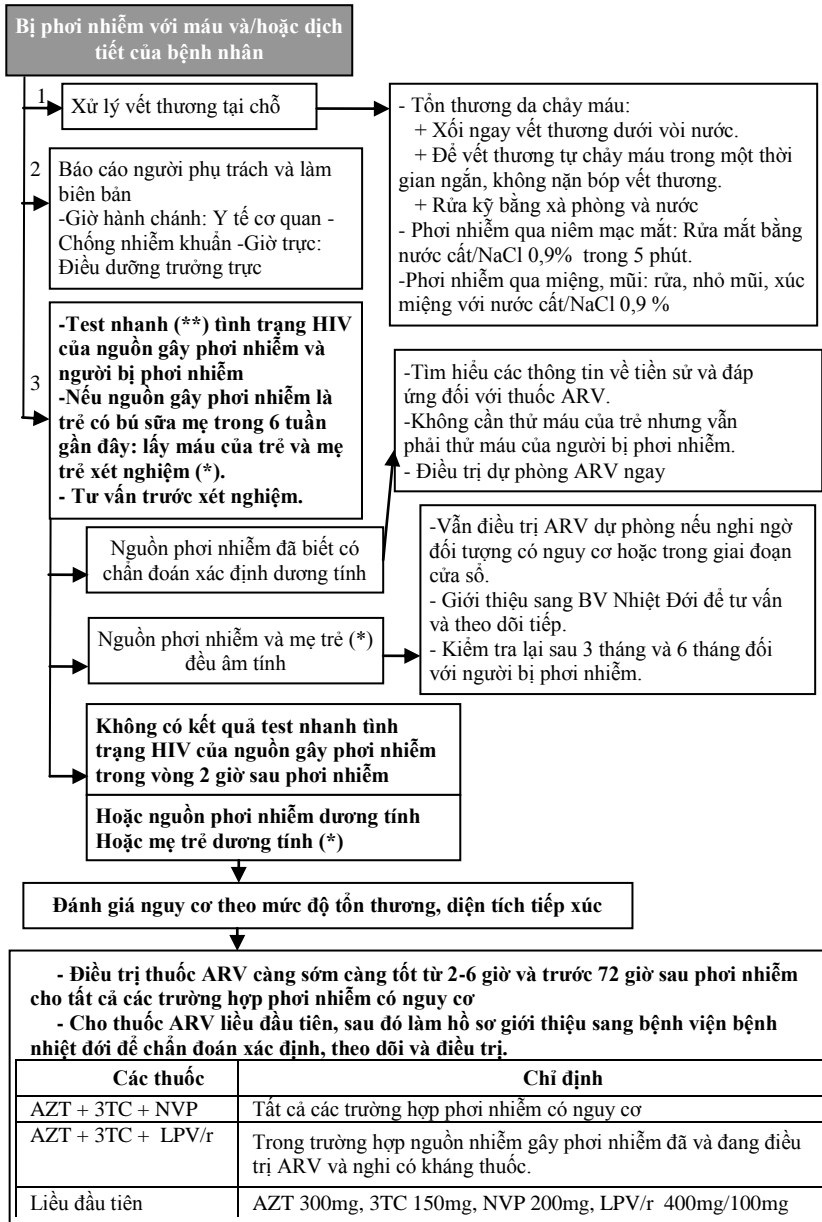 Bị phơi nhiễm với máu và/hoặc dịch
tiết của bệnh nhân
1
Xử lý vết thương tại chỗ
- Tổn thương da chảy máu:
+ Xối ngay vết thương dưới vòi nước.
+ Để vết thương tự chảy máu trong một thời
gian ngắn, không nặn bóp vết thương.
+ Rửa kỹ bằng xà phòng và nước
- Phơi nhiễm qua niêm mạc mắt: Rửa mắt bằng
nước cất/NaCl 0,9% trong 5 phút.
-Phơi nhiễm qua miệng, mũi: rửa, nhỏ mũi, xúc
miệng với nước cất/NaCl 0,9 %
2
Báo cáo người phụ trách và làm
biên bản
-Giờ hành chánh: Y tế cơ quan -
Chống nhiễm khuẩn -Giờ trực:
Điều dưỡng trưởng trực
3
-Test nhanh (**) tình trạng HIV
của nguồn gây phơi nhiễm và
người bị phơi nhiễm
-Nếu nguồn gây phơi nhiễm là
trẻ có bú sữa mẹ trong 6 tuần
gần đây: lấy máu của trẻ và mẹ
trẻ xét nghiệm (*).
- Tư vấn trước xét nghiệm.
-Tìm hiểu các thông tin về tiền sử và đáp
ứng đối với thuốc ARV.
-Không cần thử máu của trẻ nhưng vẫn
phải thử máu của người bị phơi nhiễm.
- Điều trị dự phòng ARV ngay
Nguồn phơi nhiễm đã biết có
chẩn đoán xác định dương tính
-Vẫn điều trị ARV dự phòng nếu nghi ngờ
đối tượng có nguy cơ hoặc trong giai đoạn
cửa sổ.
- Giới thiệu sang BV Nhiệt Đới để tư vấn
và theo dõi tiếp.
- Kiểm tra lại sau 3 tháng và 6 tháng đối
với người bị phơi nhiễm.
Nguồn phơi nhiễm và mẹ trẻ (*)
đều âm tính
Không có kết quả test nhanh tình
trạng HIV của nguồn gây phơi nhiễm
trong vòng 2 giờ sau phơi nhiễm
Hoặc nguồn phơi nhiễm dương tính
Hoặc mẹ trẻ dương tính (*)
Đánh giá nguy cơ theo mức độ tổn thương, diện tích tiếp xúc
- Điều trị thuốc ARV càng sớm càng tốt từ 2-6 giờ và trước 72 giờ sau phơi nhiễm
cho tất cả các trường hợp phơi nhiễm có nguy cơ
- Cho thuốc ARV liều đầu tiên, sau đó làm hồ sơ giới thiệu sang bệnh viện bệnh
nhiệt đới để chẩn đoán xác định, theo dõi và điều trị.
Các thuốc Chỉ định
AZT + 3TC + NVP Tất cả các trường hợp phơi nhiễm có nguy cơ
AZT + 3TC + LPV/r Trong trường hợp nguồn nhiễm gây phơi nhiễm đã và đang điều
trị ARV và nghi có kháng thuốc.
Liều đầu tiên AZT 300mg, 3TC 150mg, NVP 200mg, LPV/r 400mg/100mg